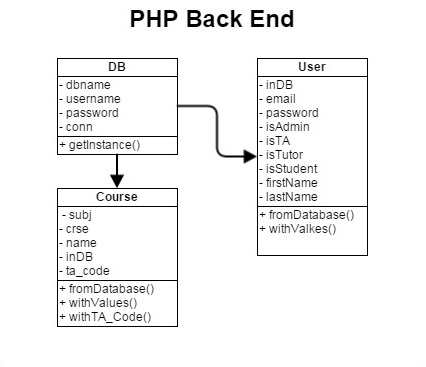 PHP Back End
DB
- dbname
- username
- password
- conn
+ getInstance()
User
- inDB
- email
- password
- isAdmin
- isTA
- isTutor
- isStudent
- firstName
- lastName
+ fromDatabase()
+ withValkes()
Course
- subj
- crse
- name
- inDB
- ta_code
+ fromDatabase()
+ withValues()
+ withTA_Code()